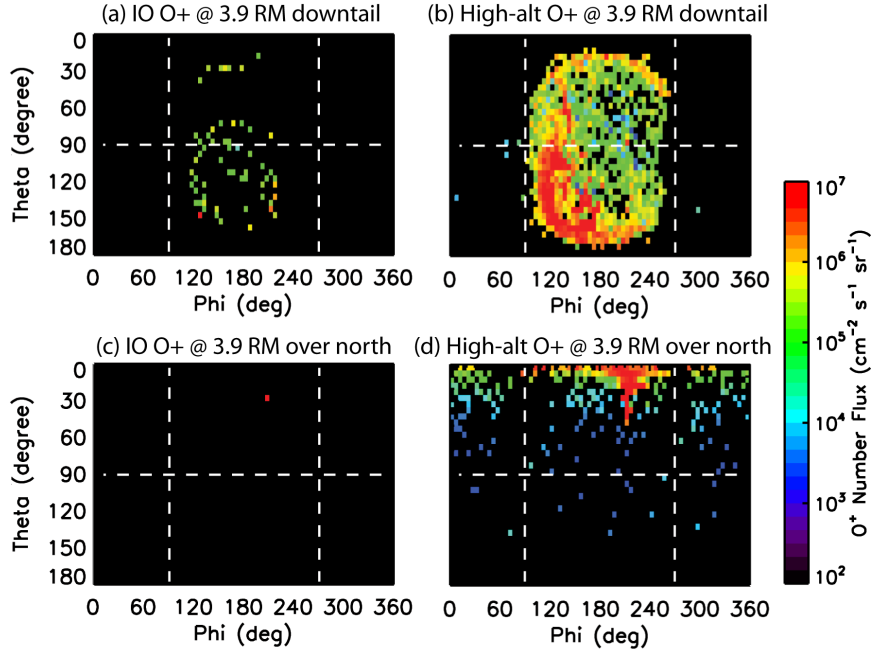 (a) IO O+ @ 3.9 RM downtail
(b) High-alt O+ @ 3.9 RM downtail
0
30
60
90
120
150
180
Theta (degree)
0 60 120 180 240 300 360
Phi (deg)
0 60 120 180 240 300 360
Phi (deg)
(c) IO O+ @ 3.9 RM over north
(d) High-alt O+ @ 3.9 RM over north
0
30
60
90
120
150
180
Theta (degree)
0 60 120 180 240 300 360
Phi (deg)
0 60 120 180 240 300 360
Phi (deg)
10⁷
10⁶
10⁵
10⁴
10³
10²
O⁺ Number Flux (cm⁻² s⁻¹ sr⁻¹)